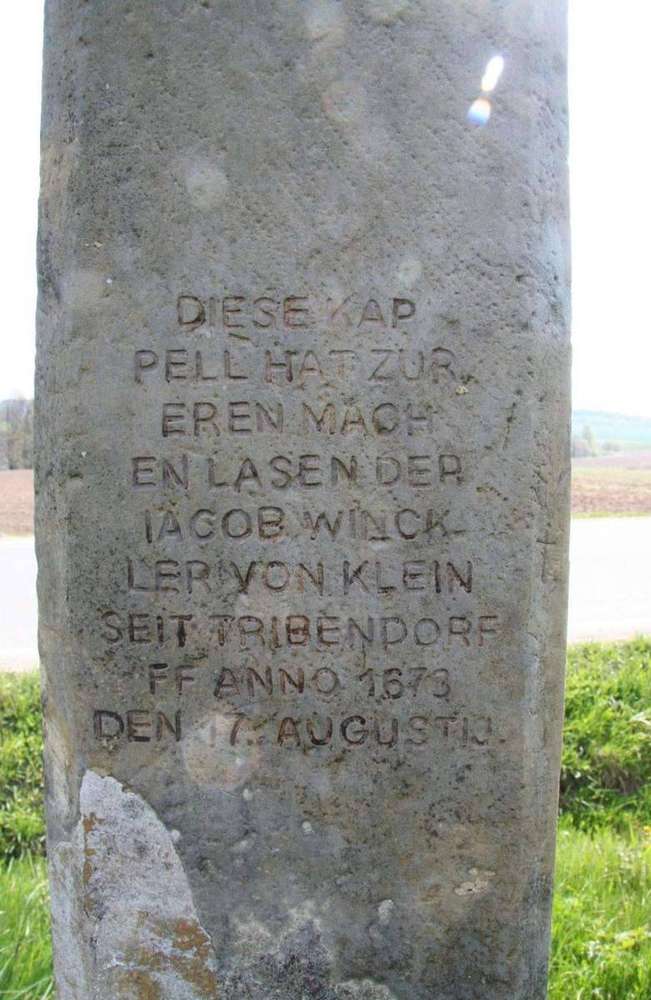 DIESE KAP
PELL HAT ZUR
EREN MACH
EN LASEN DER
IACOB WINCK
LER VON KLEIN
SEIT TRIBENDORF
FF ANNO 1673
DEN 17. AUGUSTIJ.